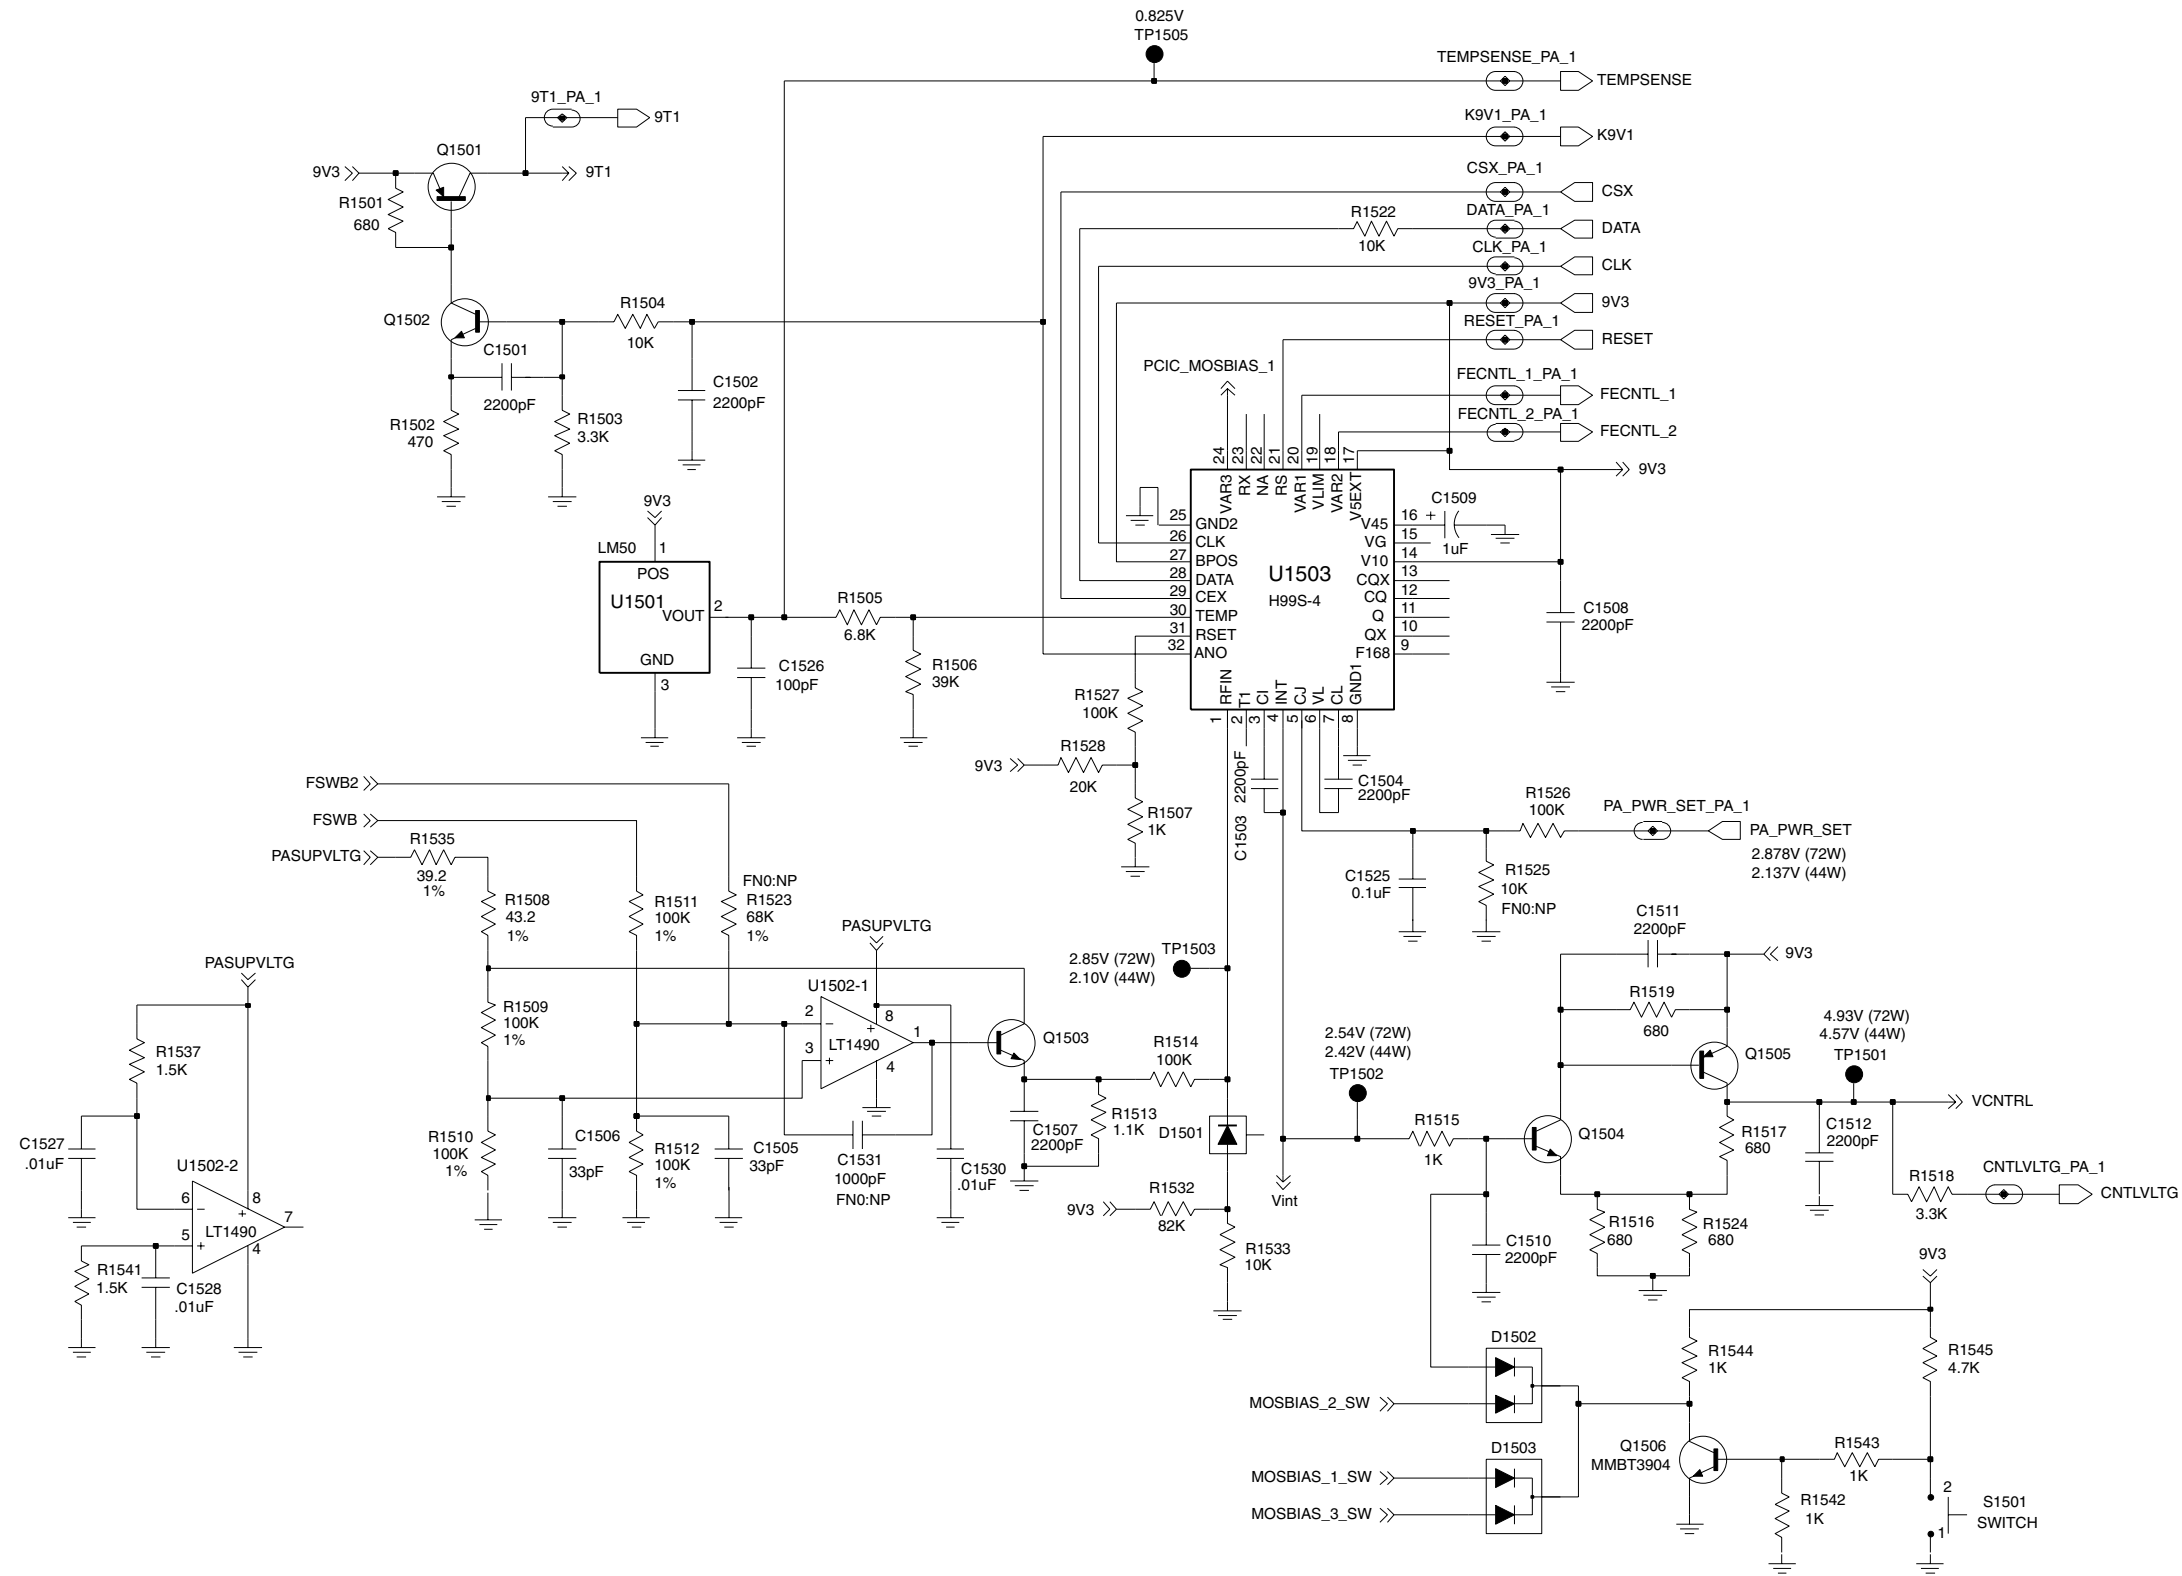 0.825V
TP1505
TEMPSENSE_PA_1
TEMPSENSE
K9V1_PA_1
K9V1
CSX_PA_1
CSX
R1522
10K
DATA_PA_1
DATA
CLK_PA_1
CLK
9V3_PA_1
9V3
RESET_PA_1
RESET
FECNTL_1_PA_1
FECNTL_1
FECNTL_2_PA_1
FECNTL_2
9V3
9T1_PA_1
9T1
Q1501
9V3
9T1
R1501
680
Q1502
R1504
10K
C1501
2200pF
C1502
2200pF
R1502
470
R1503
3.3K
PCIC_MOSBIAS_1
24
23
22
21
20
19
18
17
VAR3
RX
NA
RS
VAR1
VLIM
VAR2
V5EXT
25
GND2
26
CLK
27
BPOS
28
DATA
29
CEX
30
TEMP
31
RSET
32
ANO
U1503
H99S-4
V45
16
VG
15
V10
14
CQX
13
CQ
12
Q
11
QX
10
F168
9
RFIN
T1
CI
INT
CJ
VL
CL
GND1
1
2
3
4
5
6
7
8
+
C1509
1uF
C1508
2200pF
9V3
LM50
1
POS
U1501
VOUT
2
GND
3
C1526
100pF
R1505
6.8K
R1506
39K
R1527
100K
9V3
R1528
20K
R1507
1K
C1503
2200pF
C1504
2200pF
R1526
100K
PA_PWR_SET_PA_1
PA_PWR_SET
2.878V (72W)
2.137V (44W)
C1525
0.1uF
R1525
10K
FN0:NP
FSWB2
FSWB
PASUPVLTG
R1535
39.2
1%
R1508
43.2
1%
R1511
100K
1%
FN0:NP
R1523
68K
1%
PASUPVLTG
R1509
100K
1%
U1502-1
2
−
3
+
LT1490
8
+
1
4
Q1503
TP1503
2.85V (72W)
2.10V (44W)
R1514
100K
R1510
100K
1%
C1506
33pF
R1512
100K
1%
C1505
33pF
C1531
1000pF
FN0:NP
C1530
.01uF
C1507
2200pF
R1513
1.1K
D1501
9V3
R1532
82K
R1533
10K
Vint
PASUPVLTG
R1537
1.5K
C1527
.01uF
U1502-2
6
−
5
+
LT1490
8
+
7
4
R1541
1.5K
C1528
.01uF
2.54V (72W)
2.42V (44W)
TP1502
R1515
1K
C1510
2200pF
C1511
2200pF
9V3
R1519
680
Q1505
4.93V (72W)
4.57V (44W)
TP1501
VCNTRL
Q1504
R1517
680
C1512
2200pF
R1518
3.3K
CNTLVLTG_PA_1
CNTLVLTG
R1516
680
R1524
680
9V3
R1544
1K
R1545
4.7K
D1502
MOSBIAS_2_SW
D1503
MOSBIAS_1_SW
MOSBIAS_3_SW
Q1506
MMBT3904
R1543
1K
R1542
1K
2
1
S1501
SWITCH